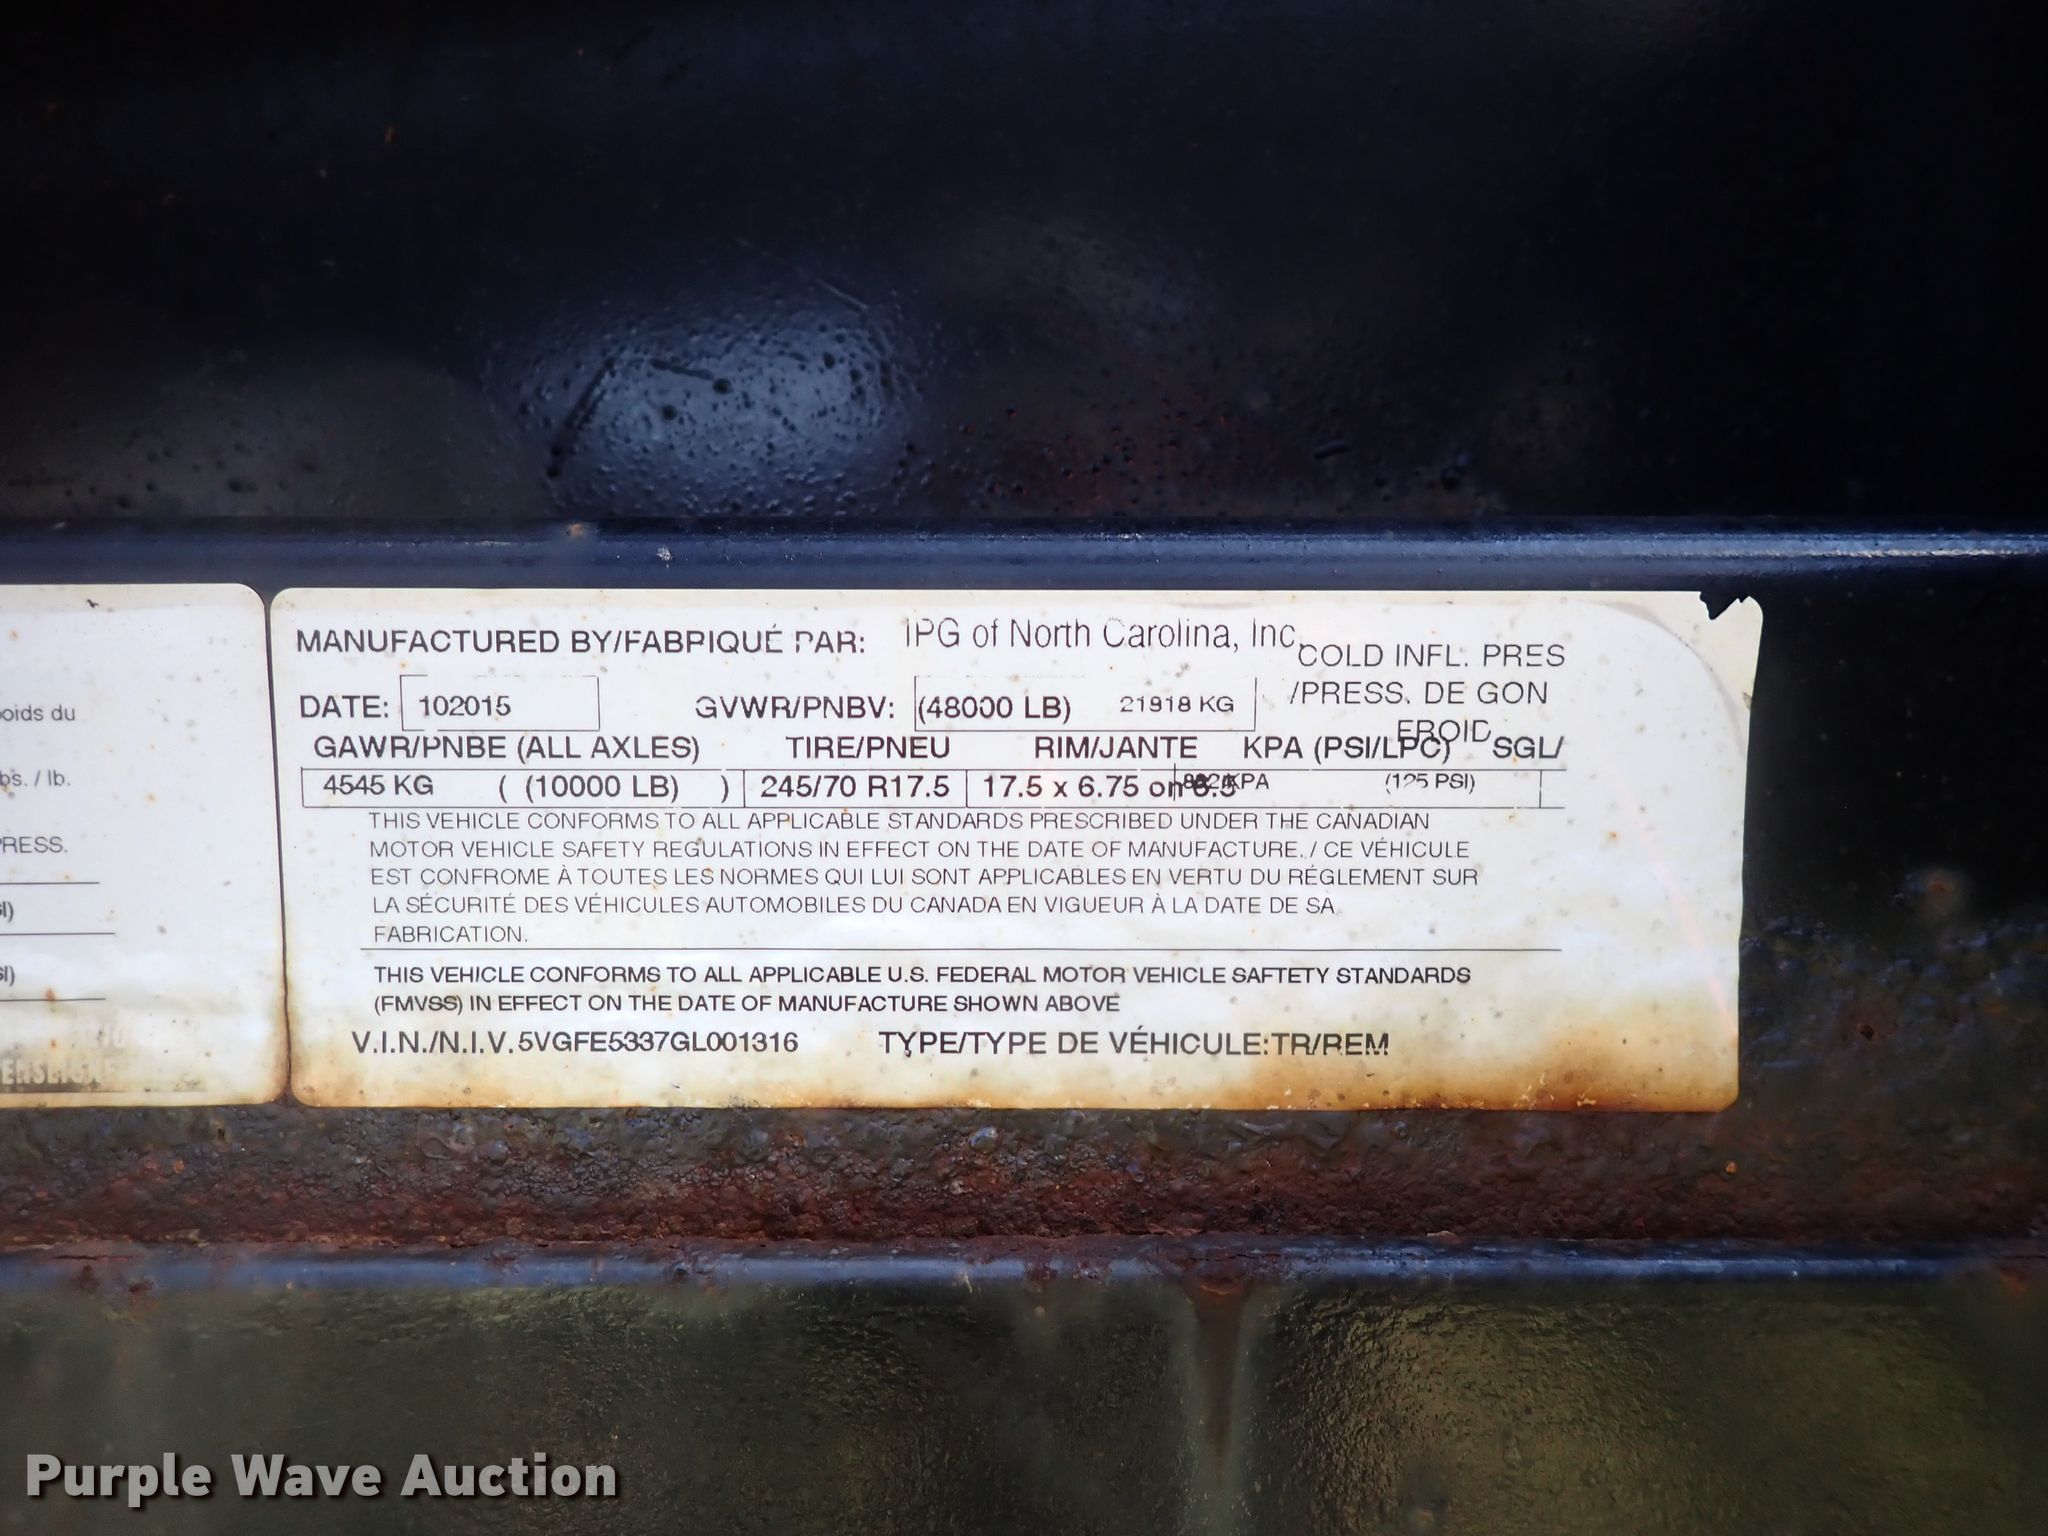 oids du
bs. / lb.
RESS.
SI)
SI)
MANUFACTURED BY/FABRIQUÉ PAR: IPG of North Carolina, Inc.
COLD INFL. PRES
/PRESS. DE GON
FROID
DATE: 102015 GVWR/PNBV: (48000 LB) 21918 KG
GAWR/PNBE (ALL AXLES) TIRE/PNEU RIM/JANTE KPA (PSI/LPC) SGL/
4545 KG ( (10000 LB) ) 245/70 R17.5 17.5 x 6.75 on KPA (125 PSI)
THIS VEHICLE CONFORMS TO ALL APPLICABLE STANDARDS PRESCRIBED UNDER THE CANADIAN
MOTOR VEHICLE SAFETY REGULATIONS IN EFFECT ON THE DATE OF MANUFACTURE. / CE VÉHICULE
EST CONFROME À TOUTES LES NORMES QUI LUI SONT APPLICABLES EN VERTU DU RÉGLEMENT SUR
LA SÉCURITÉ DES VÉHICULES AUTOMOBILES DU CANADA EN VIGUEUR À LA DATE DE SA
FABRICATION.
THIS VEHICLE CONFORMS TO ALL APPLICABLE U.S. FEDERAL MOTOR VEHICLE SAFTETY STANDARDS
(FMVSS) IN EFFECT ON THE DATE OF MANUFACTURE SHOWN ABOVE
V.I.N./N.I.V. 5VGFE5337GL001316 TYPE/TYPE DE VÉHICULE: TR/REM
Purple Wave Auction